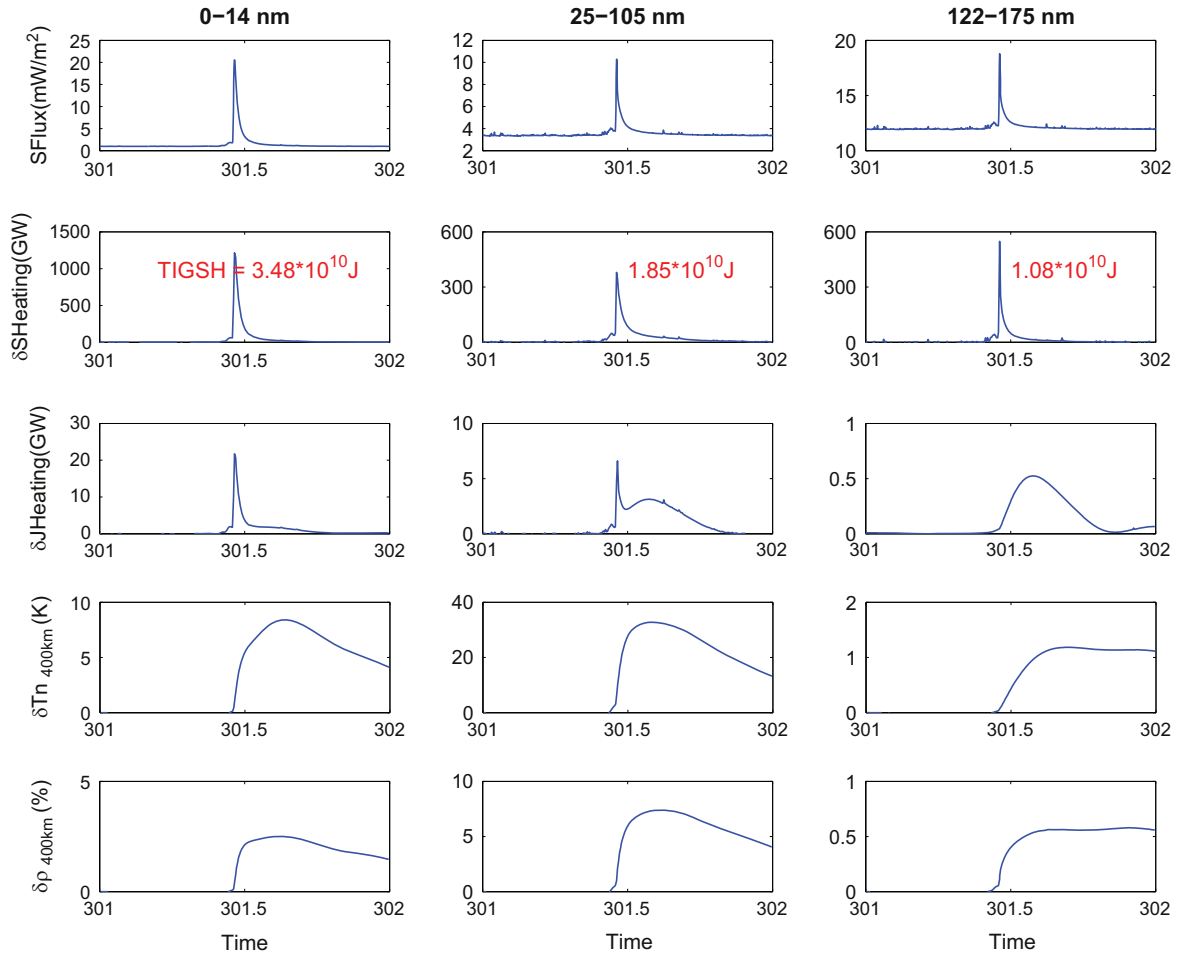 0−14 nm 25−105 nm 122−175 nm
SFlux(mW/m²)
25 20 15 10 5 0
301 301.5 302
12 10 8 6 4 2
301 301.5 302
20 15 10
301 301.5 302
δSHeating(GW)
1500 1000 500 0
TIGSH = 3.48*10¹⁰J
301 301.5 302
600 300 0
1.85*10¹⁰J
301 301.5 302
600 300 0
1.08*10¹⁰J
301 301.5 302
δJHeating(GW)
30 20 10 0
301 301.5 302
10 5 0
301 301.5 302
1 0.5 0
301 301.5 302
δTn 400km (K)
10 5 0
301 301.5 302
40 20 0
301 301.5 302
2 1 0
301 301.5 302
δρ 400km (%)
5 0
301 301.5 302
10 5 0
301 301.5 302
1 0.5 0
301 301.5 302
Time Time Time